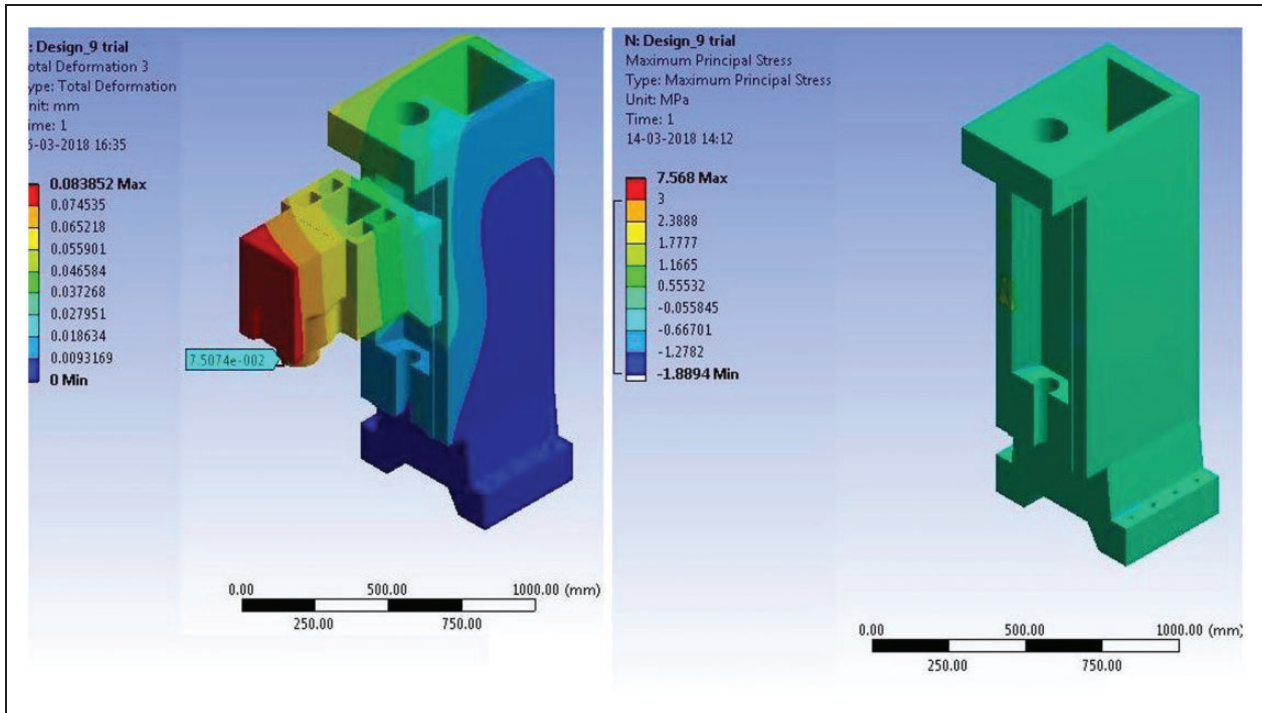 : Design_9 trial
otal Deformation 3
ype: Total Deformation
nit: mm
ime: 1
5-03-2018 16:35
0.083852 Max
0.074535
0.065218
0.055901
0.046584
0.037268
0.027951
0.018634
0.0093169
0 Min
7.5074e-002
0.00 500.00 1000.00 (mm)
250.00 750.00
N: Design_9 trial
Maximum Principal Stress
Type: Maximum Principal Stress
Unit: MPa
Time: 1
14-03-2018 14:12
7.568 Max
3
2.3888
1.7777
1.1665
0.55532
-0.055845
-0.66701
-1.2782
-1.8894 Min
0.00 500.00 1000.00 (mm)
250.00 750.00